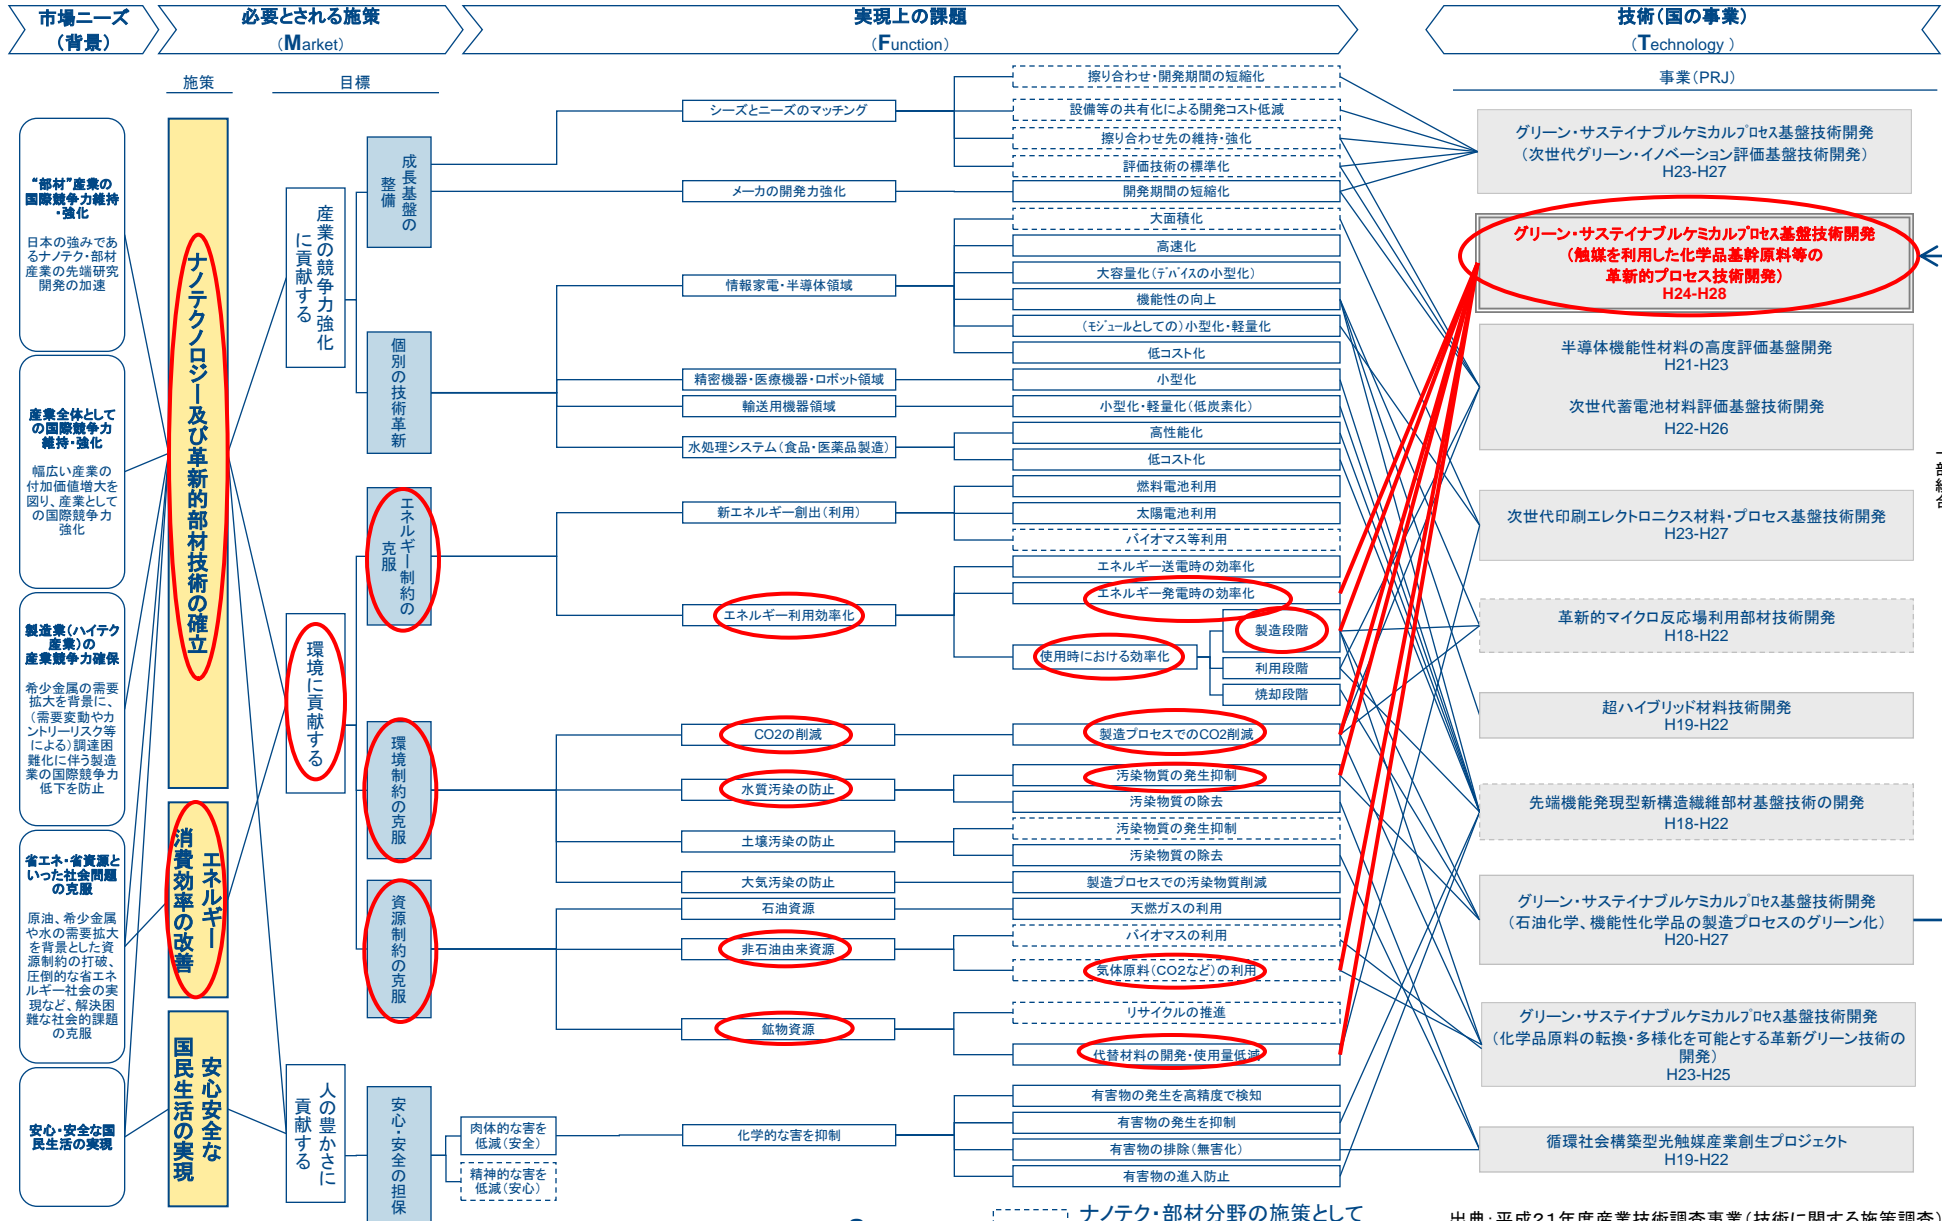 市場ニーズ
（背景）
必要とされる施策
（Market）
実現上の課題
（Function）
技術（国の事業）
（Technology ）
施策
目標
事業（PRJ）
“部材”産業の
国際競争力維持
・強化
日本の強みであ
るナノテク・部材
産業の先端研究
開発の加速
産業全体として
の国際競争力
維持・強化
幅広い産業の
付加価値増大を
図り、産業として
の国際競争力
強化
製造業（ハイテク
産業）の
産業競争力確保
希少金属の需要
拡大を背景に、
（需要変動やカ
ントリーリスク等
による）調達困
難化に伴う製造
業の国際競争力
低下を防止
省エネ・省資源と
いった社会問題
の克服
原油、希少金属
や水の需要拡大
を背景とした資
源制約の打破、
圧倒的な省エネ
ルギー社会の実
現など、解決困
難な社会的課題
の克服
安心・安全な国
民生活の実現
ナノテクノロジー及び革新的部材技術の確立
エネルギー
消費効率の改善
安心安全な
国民生活の実現
産業の競争力強化
に貢献する
環境に貢献する
人の豊かさに
貢献する
成長基盤の
整備
個別の技術革新
エネルギー制約の
克服
環境制約の克服
資源制約の克服
安心・安全の担保
肉体的な害を
低減（安全）
精神的な害を
低減（安心）
シーズとニーズのマッチング
メーカの開発力強化
情報家電・半導体領域
精密機器・医療機器・ロボット領域
輸送用機器領域
水処理システム（食品・医薬品製造）
新エネルギー創出（利用）
エネルギー利用効率化
CO2の削減
水質汚染の防止
土壌汚染の防止
大気汚染の防止
石油資源
非石油由来資源
鉱物資源
化学的な害を抑制
擦り合わせ・開発期間の短縮化
設備等の共有化による開発コスト低減
擦り合わせ先の維持・強化
評価技術の標準化
開発期間の短縮化
大面積化
高速化
大容量化（デバイスの小型化）
機能性の向上
（モジュールとしての）小型化・軽量化
低コスト化
小型化
小型化・軽量化（低炭素化）
高性能化
低コスト化
燃料電池利用
太陽電池利用
バイオマス等利用
エネルギー送電時の効率化
エネルギー発電時の効率化
使用時における効率化
製造段階
利用段階
焼却段階
製造プロセスでのCO2削減
汚染物質の発生抑制
汚染物質の除去
汚染物質の発生抑制
汚染物質の除去
製造プロセスでの汚染物質削減
天燃ガスの利用
バイオマスの利用
気体原料（CO2など）の利用
リサイクルの推進
代替材料の開発・使用量低減
有害物の発生を高精度で検知
有害物の発生を抑制
有害物の排除（無害化）
有害物の進入防止
グリーン・サステイナブルケミカルプロセス基盤技術開発
（次世代グリーン・イノベーション評価基盤技術開発）
H23-H27
グリーン・サステイナブルケミカルプロセス基盤技術開発
（触媒を利用した化学品基幹原料等の
革新的プロセス技術開発）
H24-H28
半導体機能性材料の高度評価基盤開発
H21-H23
次世代蓄電池材料評価基盤技術開発
H22-H26
次世代印刷エレクトロニクス材料・プロセス基盤技術開発
H23-H27
革新的マイクロ反応場利用部材技術開発
H18-H22
超ハイブリッド材料技術開発
H19-H22
先端機能発現型新構造繊維部材基盤技術の開発
H18-H22
グリーン・サステイナブルケミカルプロセス基盤技術開発
（石油化学、機能性化学品の製造プロセスのグリーン化）
H20-H27
グリーン・サステイナブルケミカルプロセス基盤技術開発
（化学品原料の転換・多様化を可能とする革新グリーン技術の
開発）
H23-H25
循環社会構築型光触媒産業創生プロジェクト
H19-H22
ナノテク・部材分野の施策として
出典：平成21年度産業技術調査事業（技術に関する施策調査）